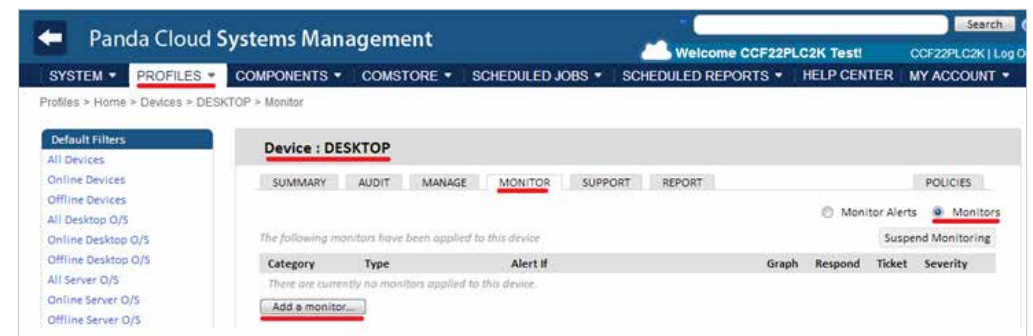 Search
Panda Cloud Systems Management
Welcome CCF22PLC2K Test!
CCF22PLC2K | Log O
SYSTEM PROFILES COMPONENTS COMSTORE SCHEDULED JOBS SCHEDULED REPORTS HELP CENTER MY ACCOUNT
Profiles > Home > Devices > DESKTOP > Monitor
Default Filters
All Devices
Online Devices
Offline Devices
All Desktop O/S
Online Desktop O/S
Offline Desktop O/S
All Server O/S
Online Server O/S
Offline Server O/S
Device : DESKTOP
SUMMARY AUDIT MANAGE MONITOR SUPPORT REPORT POLICIES
Monitor Alerts Monitors
The following monitors have been applied to this device
Suspend Monitoring
Category Type Alert If Graph Respond Ticket Severity
There are currently no monitors applied to this device.
Add a monitor...